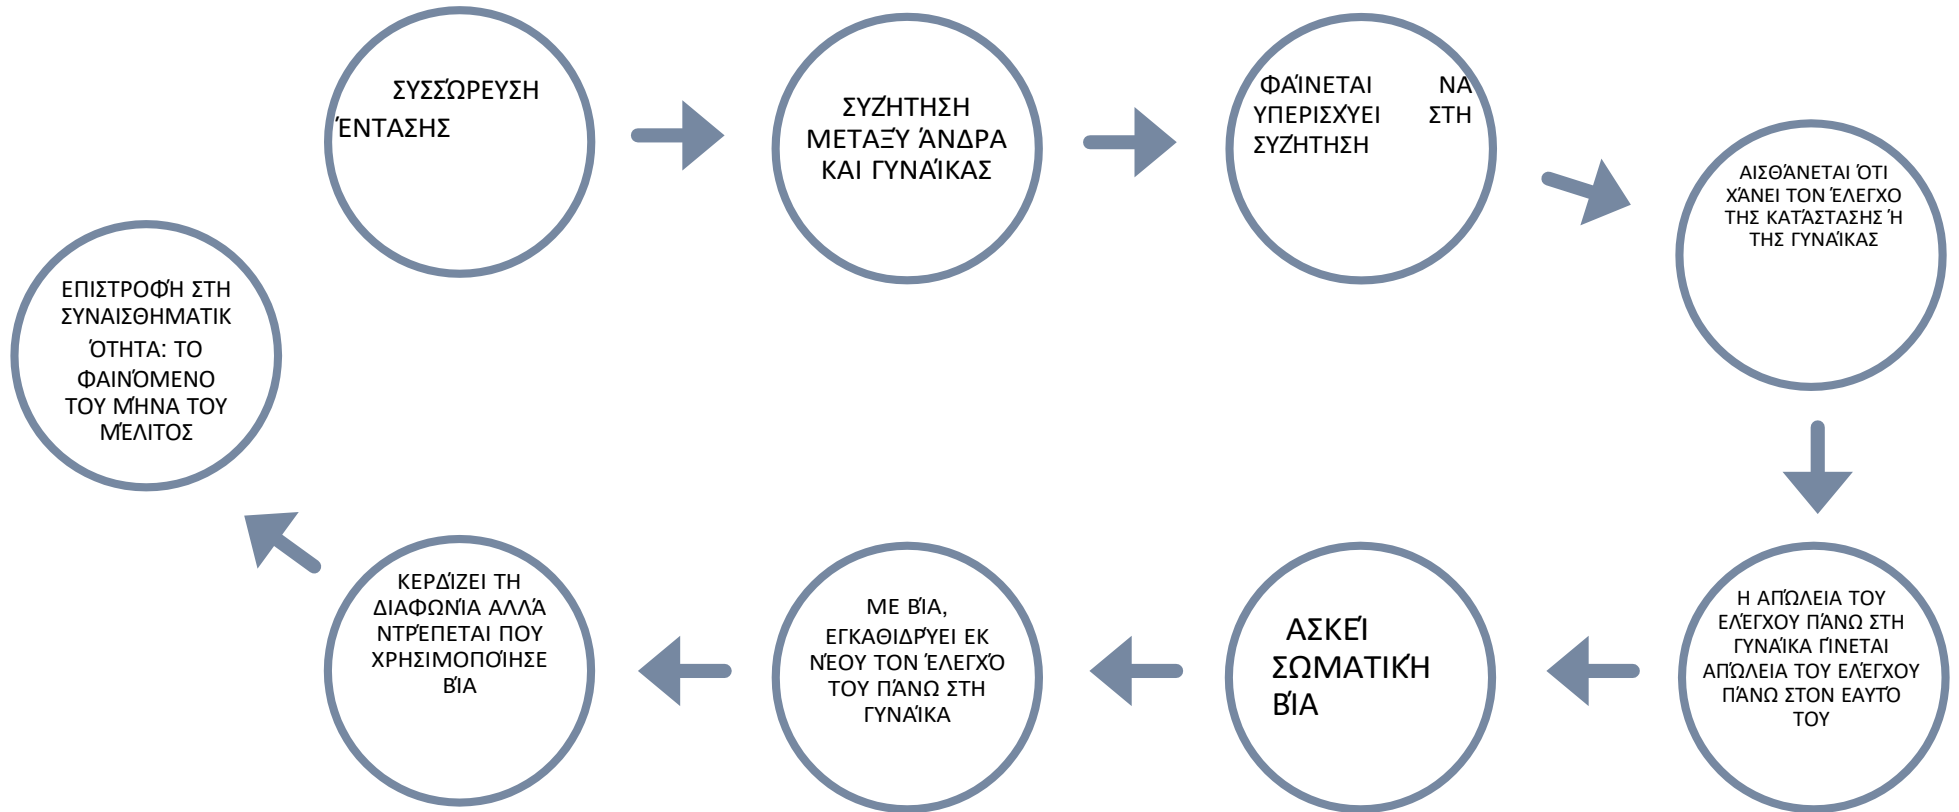 ΣΥΣΣΏΡΕΥΣΗ
ΈΝΤΑΣΗΣ
ΣΥΖΉΤΗΣΗ
ΜΕΤΑΞΎ ΆΝΔΡΑ
ΚΑΙ ΓΥΝΑΊΚΑΣ
ΦΑΊΝΕΤΑΙ ΝΑ
ΥΠΕΡΙΣΧΎΕΙ ΣΤΗ
ΣΥΖΉΤΗΣΗ
ΑΙΣΘΆΝΕΤΑΙ ΌΤΙ
ΧΆΝΕΙ ΤΟΝ ΈΛΕΓΧΟ
ΤΗΣ ΚΑΤΆΣΤΑΣΗΣ Ή
ΤΗΣ ΓΥΝΑΊΚΑΣ
Η ΑΠΏΛΕΙΑ ΤΟΥ
ΕΛΈΓΧΟΥ ΠΆΝΩ ΣΤΗ
ΓΥΝΑΊΚΑ ΓΊΝΕΤΑΙ
ΑΠΏΛΕΙΑ ΤΟΥ ΕΛΈΓΧΟΥ
ΠΆΝΩ ΣΤΟΝ ΕΑΥΤΌ
ΤΟΥ
ΑΣΚΕΊ
ΣΩΜΑΤΙΚΉ
ΒΊΑ
ΜΕ ΒΊΑ,
ΕΓΚΑΘΙΔΡΎΕΙ ΕΚ
ΝΈΟΥ ΤΟΝ ΈΛΕΓΧΌ
ΤΟΥ ΠΆΝΩ ΣΤΗ
ΓΥΝΑΊΚΑ
ΚΕΡΔΊΖΕΙ ΤΗ
ΔΙΑΦΩΝΊΑ ΑΛΛΆ
ΝΤΡΈΠΕΤΑΙ ΠΟΥ
ΧΡΗΣΙΜΟΠΟΊΗΣΕ
ΒΊΑ
ΕΠΙΣΤΡΟΦΉ ΣΤΗ
ΣΥΝΑΙΣΘΗΜΑΤΙΚ
ΌΤΗΤΑ: ΤΟ
ΦΑΙΝΌΜΕΝΟ
ΤΟΥ ΜΉΝΑ ΤΟΥ
ΜΈΛΙΤΟΣ